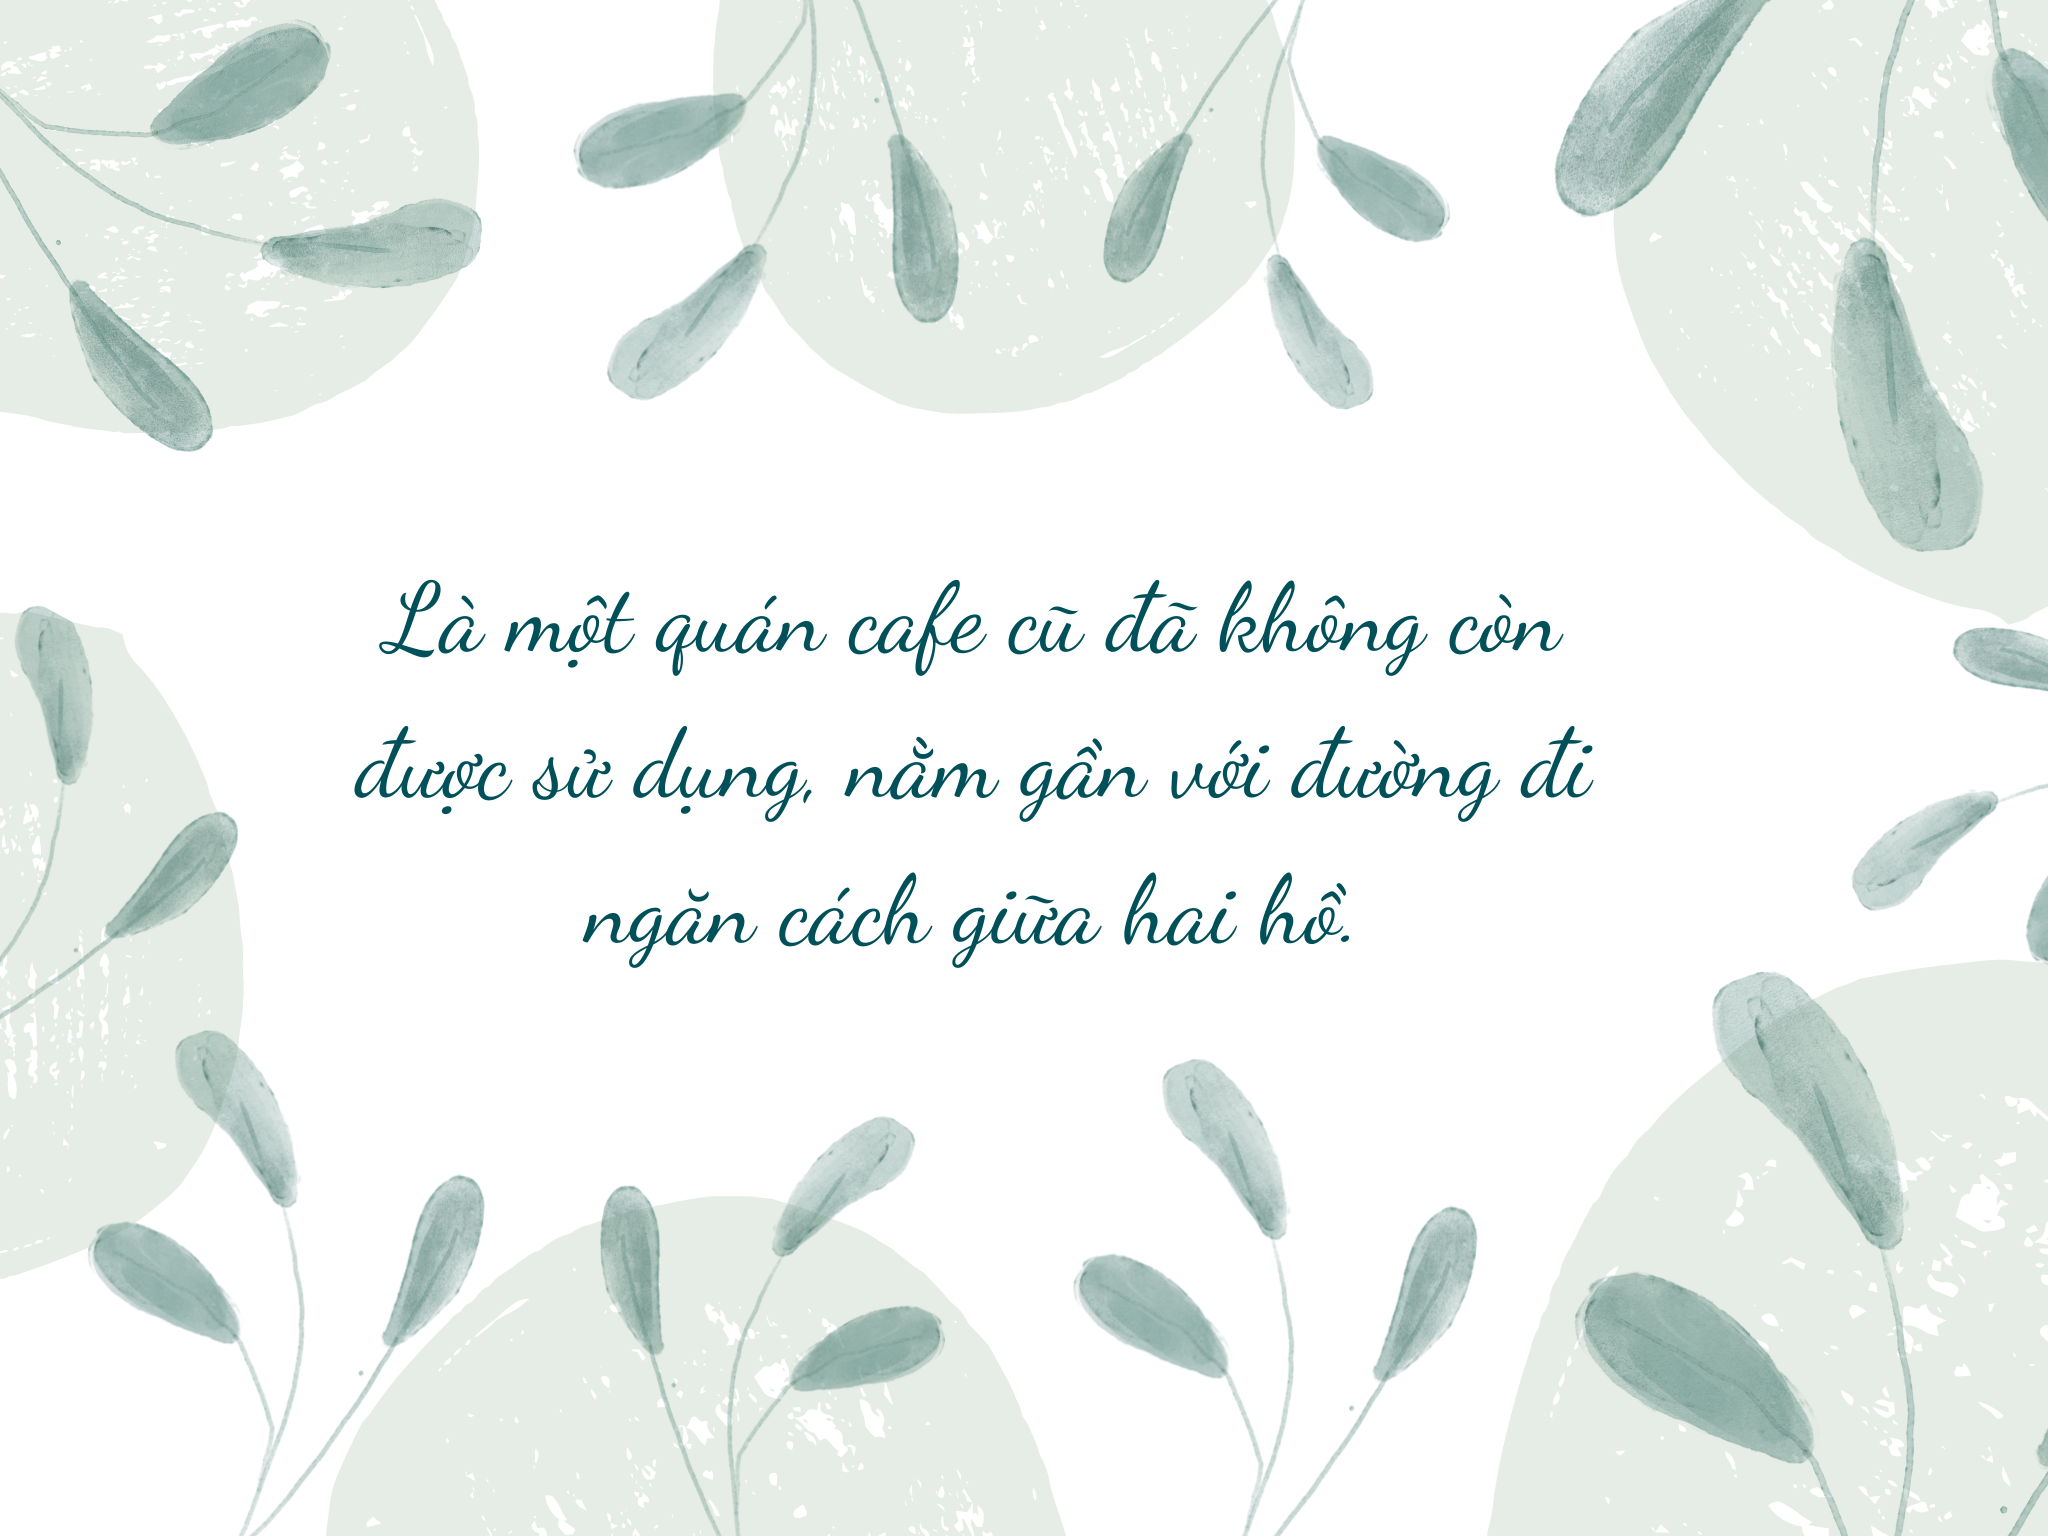 Là một quán cafe cũ đã không còn
được sử dụng, nằm gần với đường đi
ngăn cách giữa hai hồ.